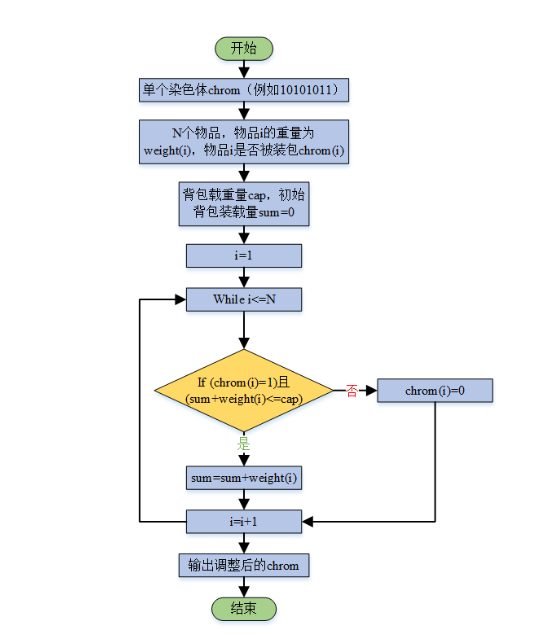 开始
单个染色体chrom（例如10101011）
N个物品，物品i的重量为
weight(i)，物品i是否被装包chrom(i)
背包载重量cap，初始
背包装载量sum=0
i=1
While i<=N
If (chrom(i)=1)且
(sum+weight(i)<=cap)
否
chrom(i)=0
是
sum=sum+weight(i)
i=i+1
输出调整后的chrom
结束